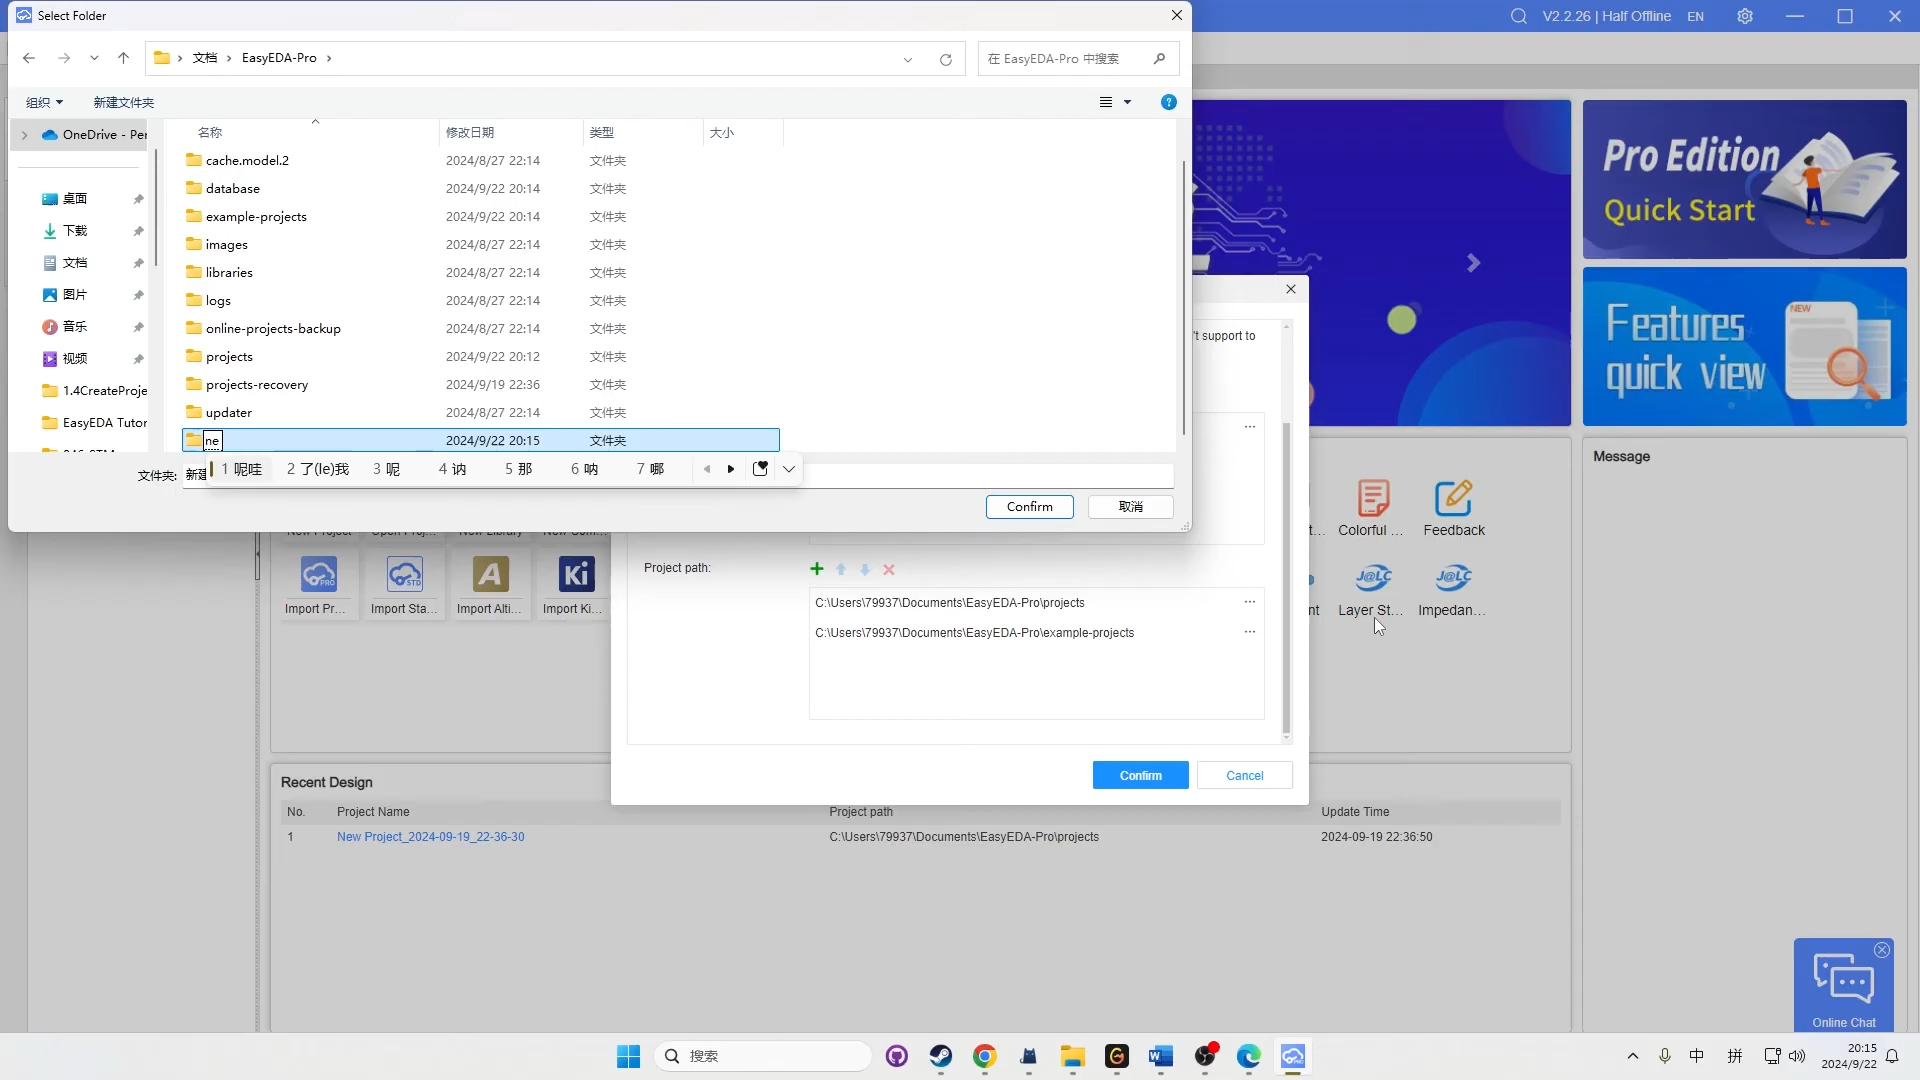 Select Folder
V2.2.26 | Half Offline
EN
文档
EasyEDA-Pro
在 EasyEDA-Pro 中搜索
组织
新建文件夹
OneDrive - Per
名称
修改日期
类型
大小
cache.model.2 2024/8/27 22:14 文件夹
database 2024/9/22 20:14 文件夹
example-projects 2024/9/22 20:14 文件夹
images 2024/8/27 22:14 文件夹
libraries 2024/8/27 22:14 文件夹
logs 2024/8/27 22:14 文件夹
online-projects-backup 2024/8/27 22:14 文件夹
projects 2024/9/22 20:12 文件夹
projects-recovery 2024/9/19 22:36 文件夹
updater 2024/8/27 22:14 文件夹
ne 2024/9/22 20:15 文件夹
桌面
下载
文档
图片
音乐
视频
1.4CreateProje
EasyEDA Tutor
1 呢哇 2 了(le)我 3 呢 4 讷 5 那 6 呐 7 哪
文件夹: 新建
Confirm
取消
Pro Edition
Quick Start
NEW
Features
quick view
't support to
Message
Colorful ...
Feedback
Layer St...
Impedan...
Import Pr...
Import Sta...
Import Alti...
Import Ki...
PRO
STD
A
Ki
J@LC
J@LC
Project path:
C:\Users\79937\Documents\EasyEDA-Pro\projects
C:\Users\79937\Documents\EasyEDA-Pro\example-projects
Confirm
Cancel
Recent Design
No. Project Name Project path Update Time
1 New Project_2024-09-19_22-36-30 C:\Users\79937\Documents\EasyEDA-Pro\projects 2024-09-19 22:36:50
Online Chat
搜索
中
拼
20:15
2024/9/22